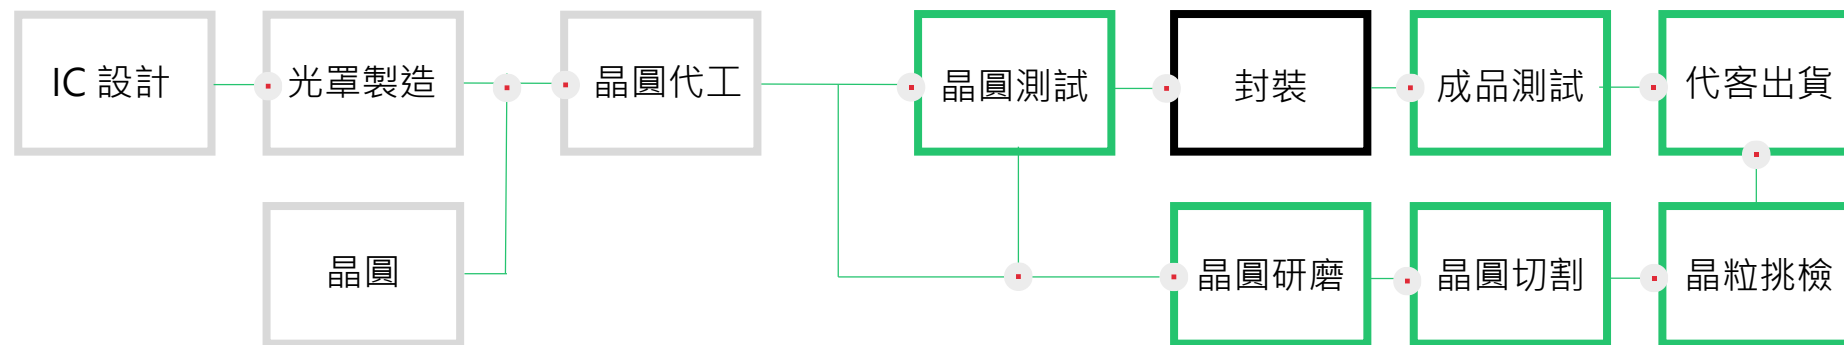 IC 設計
光罩製造
晶圓代工
晶圓測試
封裝
成品測試
代客出貨
晶圓
晶圓研磨
晶圓切割
晶粒挑檢